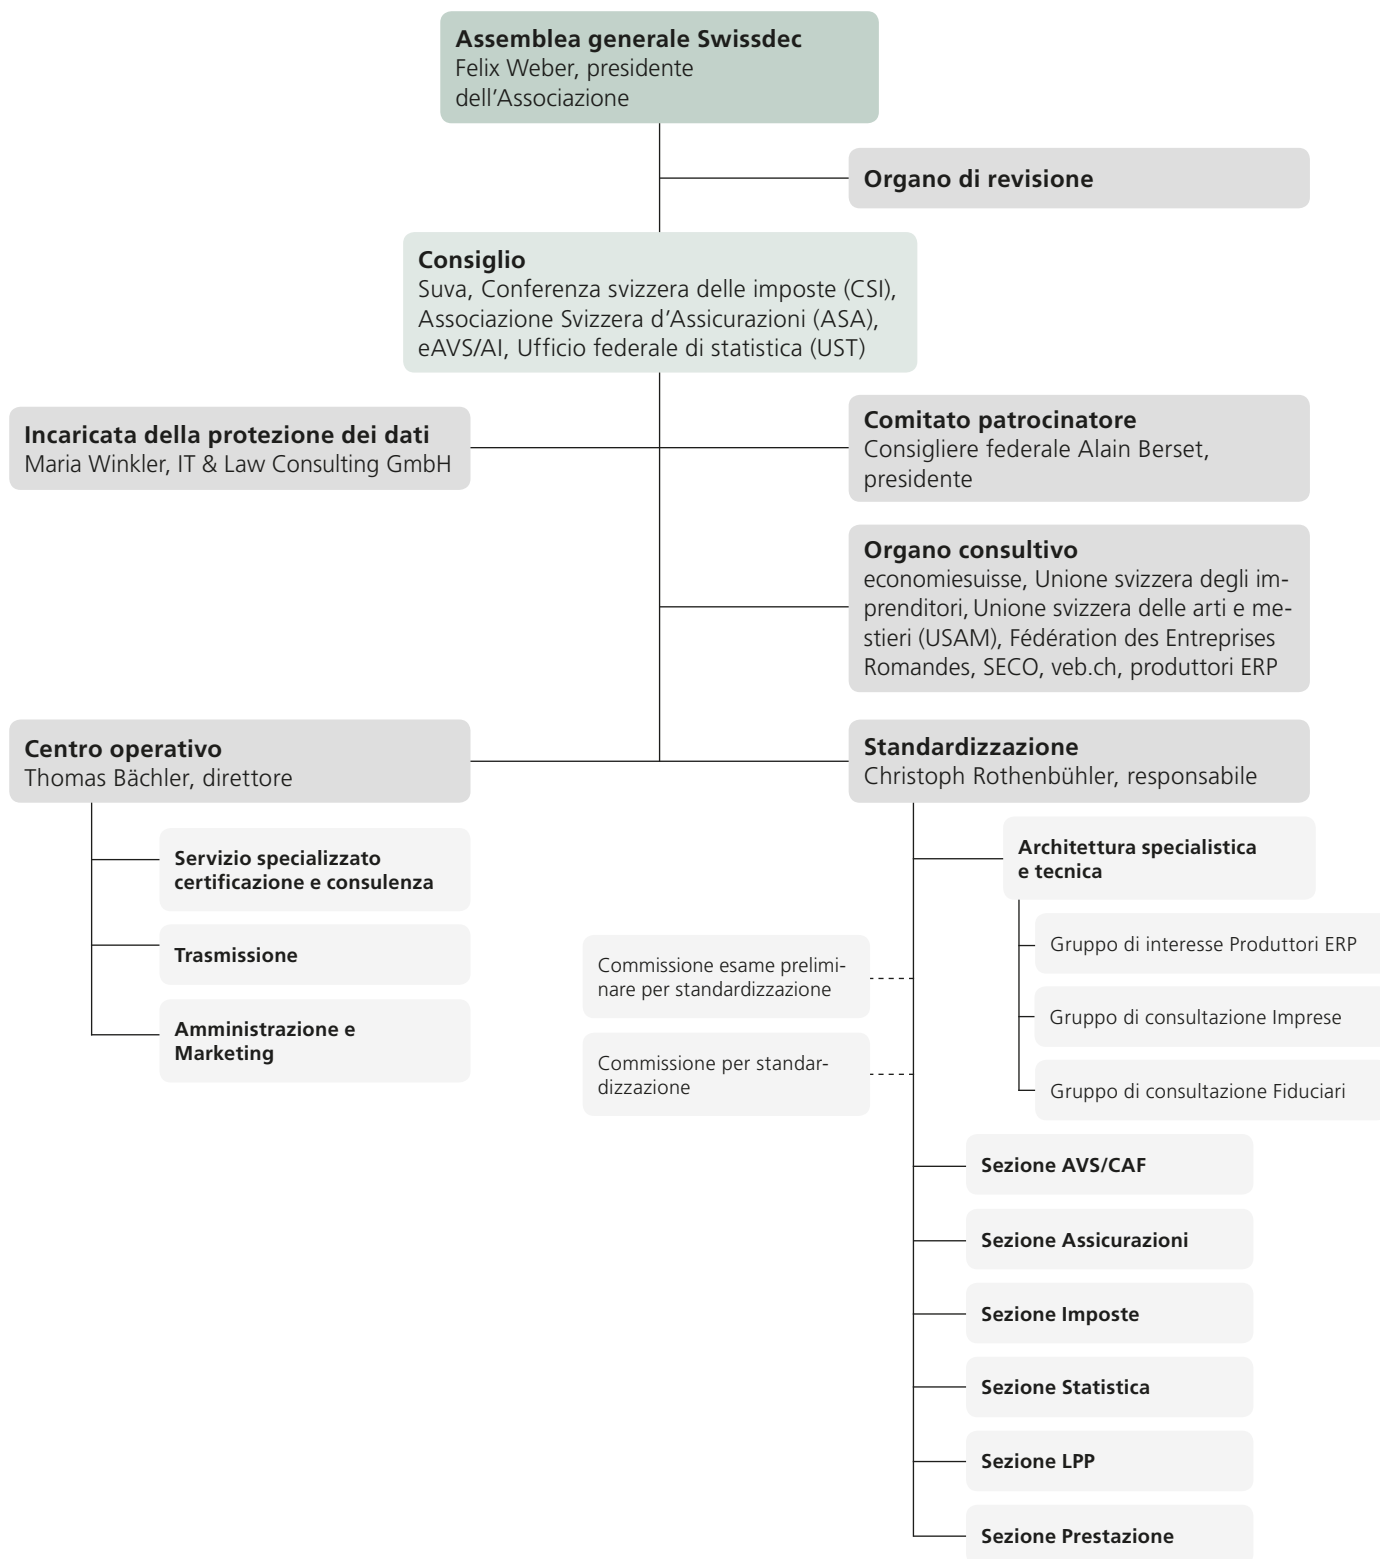 Assemblea generale Swissdec
Felix Weber, presidente
dell'Associazione
Organo di revisione
Consiglio
Suva, Conferenza svizzera delle imposte (CSI),
Associazione Svizzera d'Assicurazioni (ASA),
eAVS/AI, Ufficio federale di statistica (UST)
Incaricata della protezione dei dati
Maria Winkler, IT & Law Consulting GmbH
Comitato patrocinatore
Consigliere federale Alain Berset,
presidente
Organo consultivo
economiesuisse, Unione svizzera degli im-
prenditori, Unione svizzera delle arti e me-
stieri (USAM), Fédération des Entreprises
Romandes, SECO, veb.ch, produttori ERP
Centro operativo
Thomas Bächler, direttore
Servizio specializzato
certificazione e consulenza
Trasmissione
Amministrazione e
Marketing
Standardizzazione
Christoph Rothenbühler, responsabile
Architettura specialistica
e tecnica
Gruppo di interesse Produttori ERP
Gruppo di consultazione Imprese
Gruppo di consultazione Fiduciari
Commissione esame prelimi-
nare per standardizzazione
Commissione per standar-
dizzazione
Sezione AVS/CAF
Sezione Assicurazioni
Sezione Imposte
Sezione Statistica
Sezione LPP
Sezione Prestazione